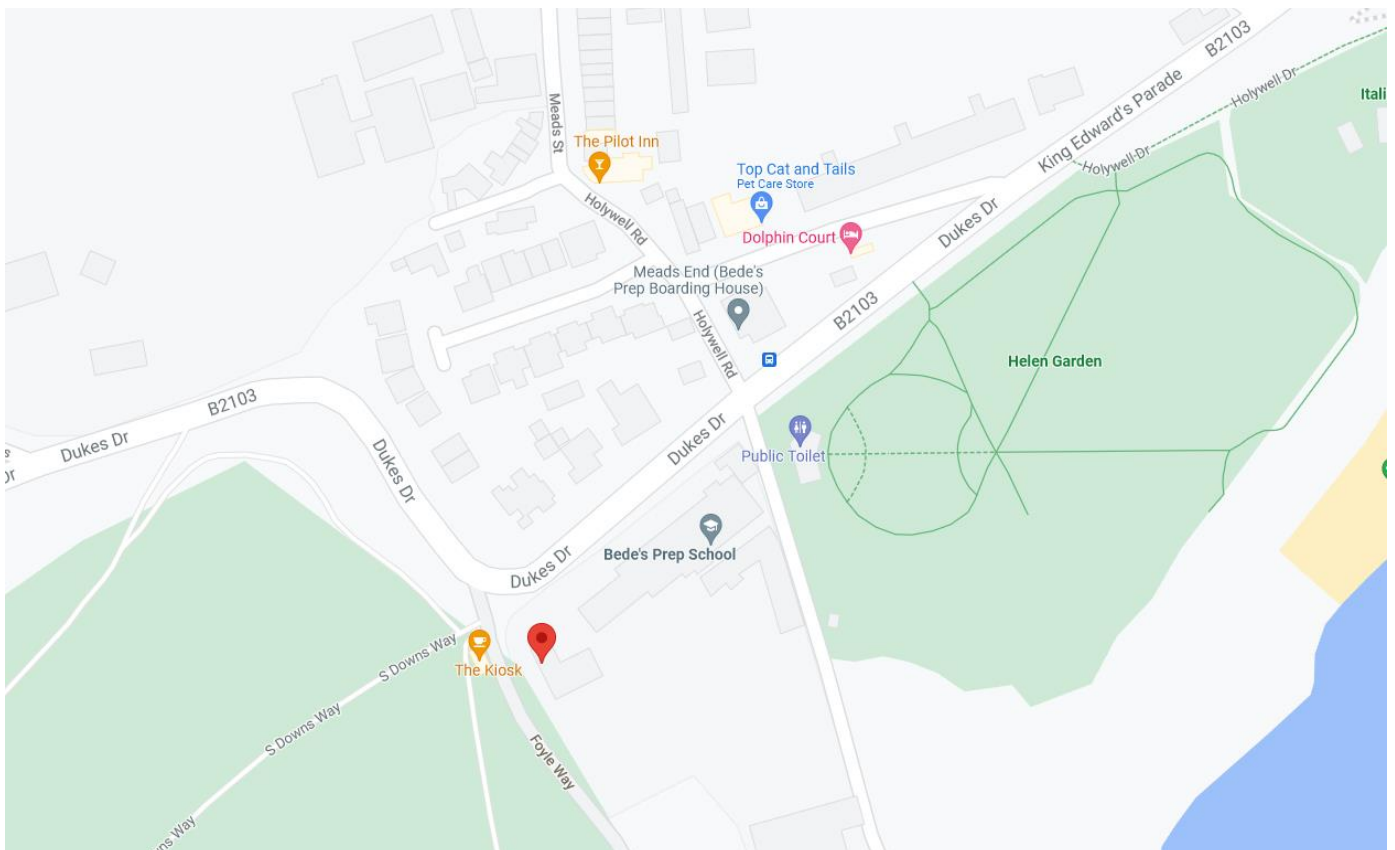 B2103
King Edward's Parade
Holywell Dr
Itali
Meads St
The Pilot Inn
Holywell-Dr
Top Cat and Tails
Pet Care Store
Holywell Rd
Dukes Dr
Dolphin Court
Meads End (Bede's
Prep Boarding House)
B2103
Holywell Rd
Helen Garden
B2103
Dukes Dr
Dukes Dr
Dukes Dr
Public Toilet
Bede's Prep School
Dukes Dr
S Downs Way
The Kiosk
S Downs Way
Foyle Way
ns Way